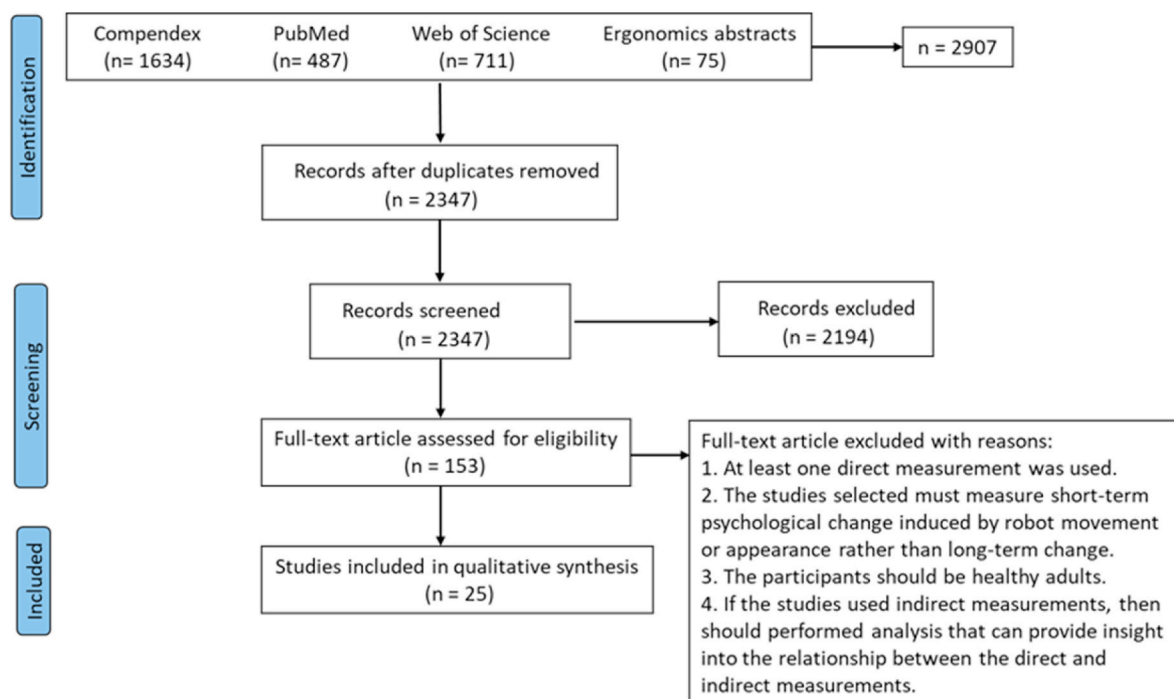 Identification
Compendex
(n= 1634)
PubMed
(n= 487)
Web of Science
(n= 711)
Ergonomics abstracts
(n= 75)
n = 2907
Records after duplicates removed
(n = 2347)
Screening
Records screened
(n = 2347)
Records excluded
(n = 2194)
Full-text article assessed for eligibility
(n = 153)
Full-text article excluded with reasons:
1. At least one direct measurement was used.
2. The studies selected must measure short-term
psychological change induced by robot movement
or appearance rather than long-term change.
3. The participants should be healthy adults.
4. If the studies used indirect measurements, then
should performed analysis that can provide insight
into the relationship between the direct and
indirect measurements.
Included
Studies included in qualitative synthesis
(n = 25)